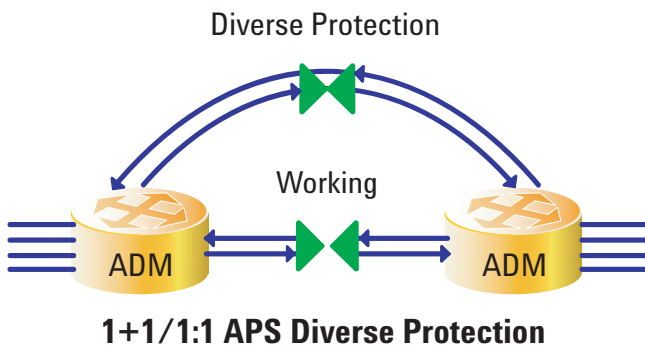 Diverse Protection
Working
ADM
ADM
1+1/1:1 APS Diverse Protection